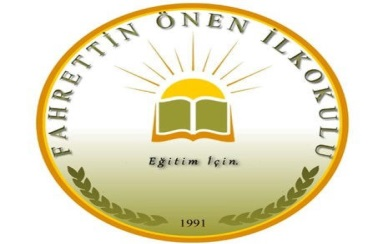 FAHRETTİN ÖNEN İLKOKULU
Eğitim İçin.
1991